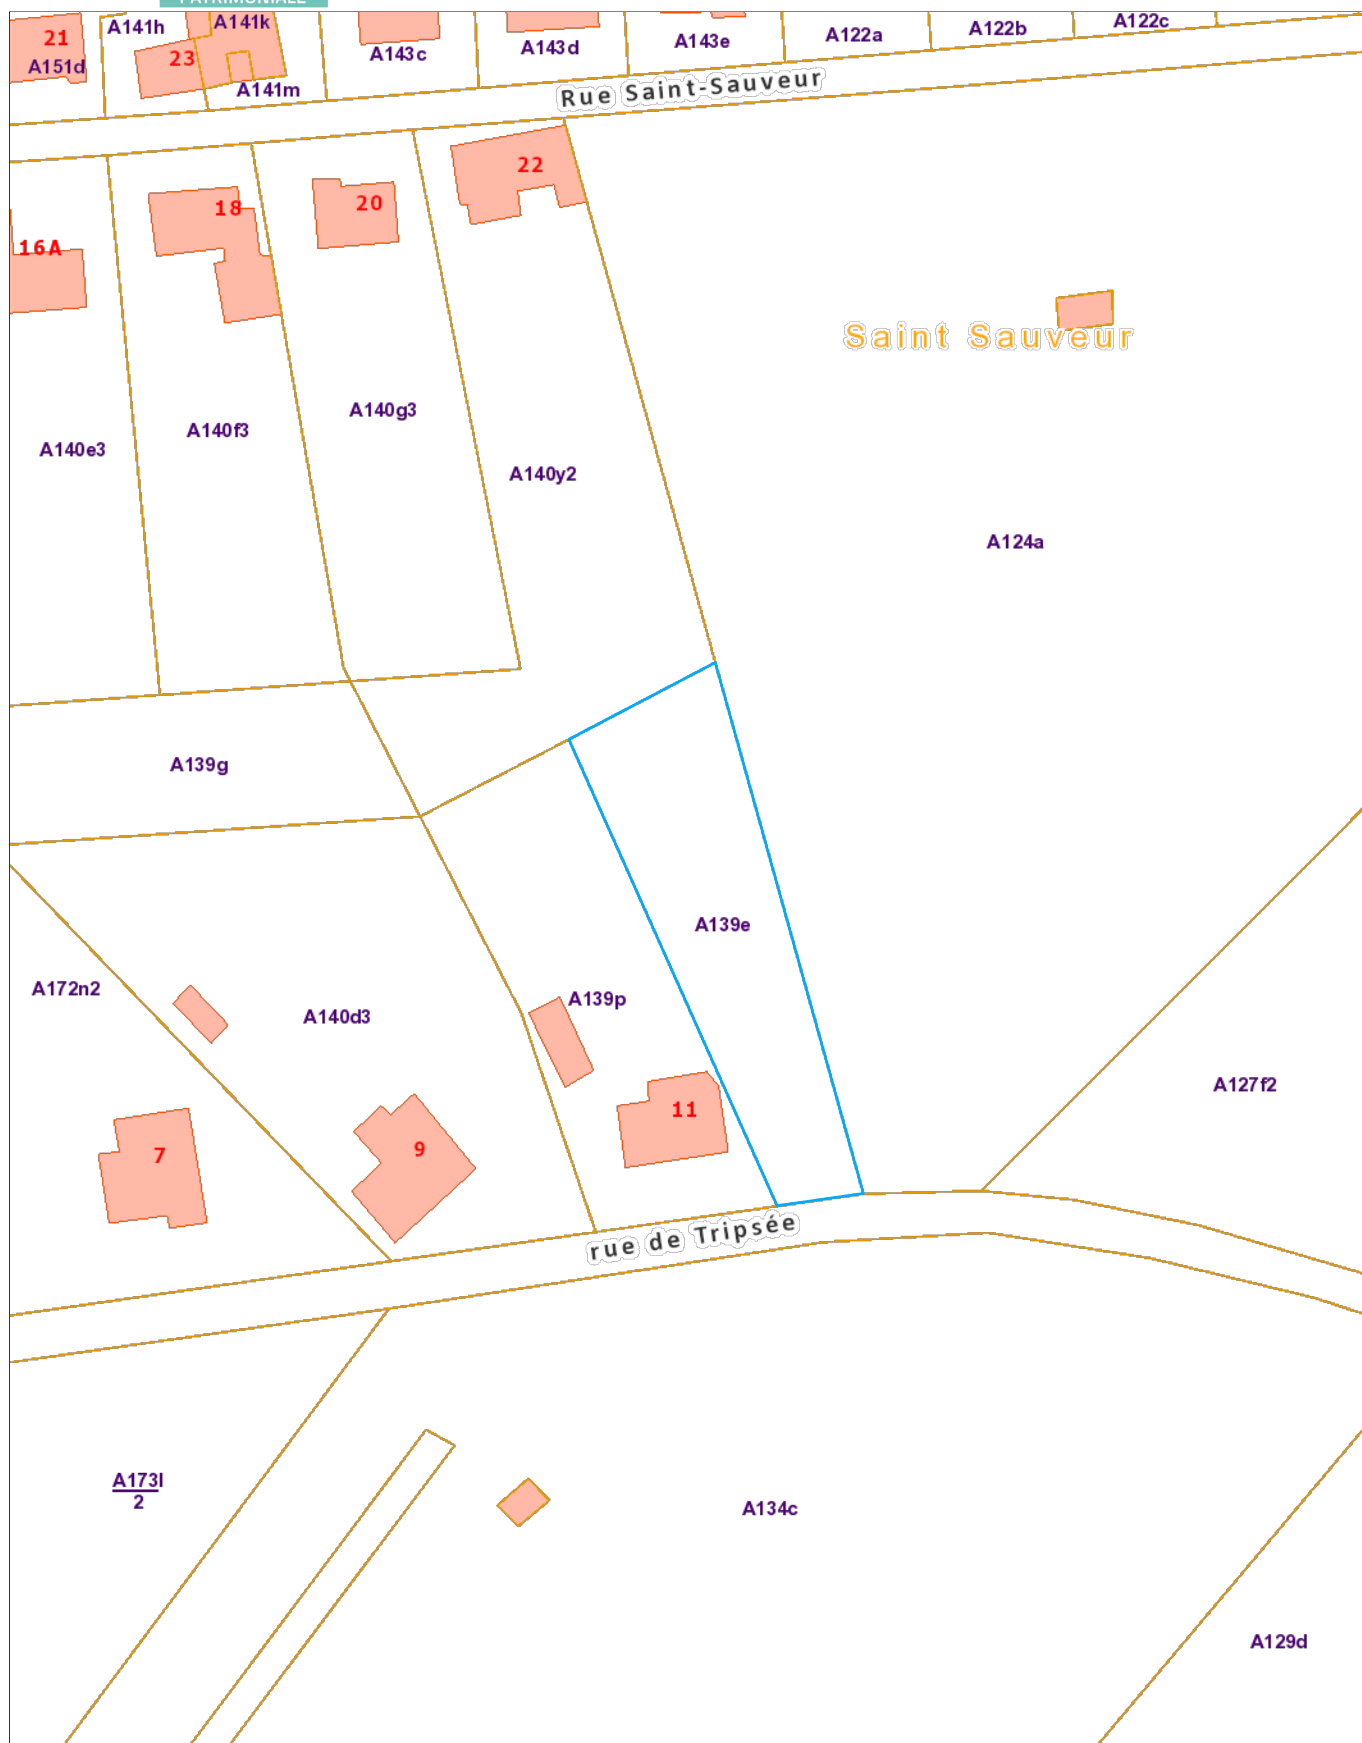 PATRIMONIALE
A141h
A141k
A122c
21
A143d
A143e
A122a
A122b
23
A143c
A151d
A141m
Rue Saint-Sauveur
22
18
20
16A
Saint Sauveur
A140g3
A140f3
A140e3
A140y2
A124a
A139g
A139e
A172n2
A139p
A140d3
A127f2
11
9
7
rue de Tripsée
A173l
2
A134c
A129d